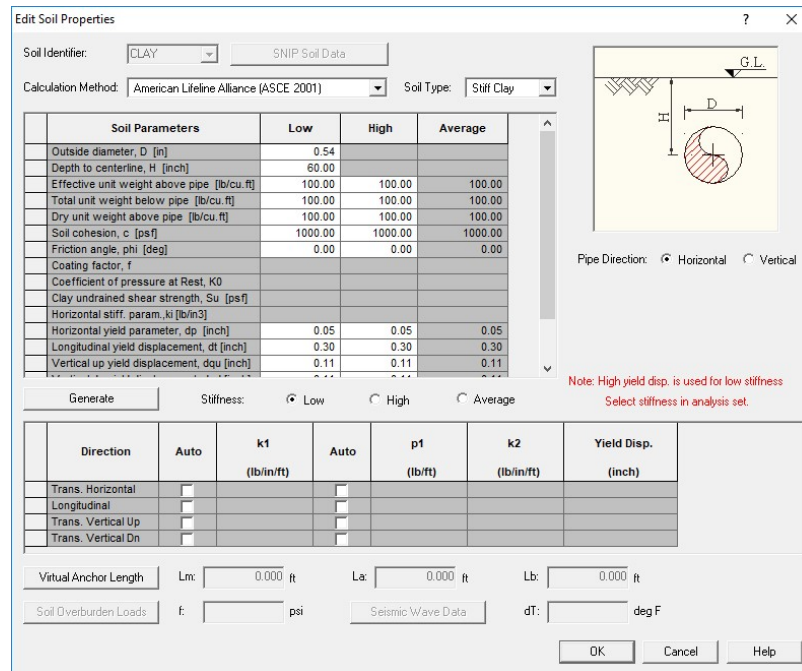 Edit Soil Properties ? ×
Soil Identifier: CLAY SNIP Soil Data
Calculation Method: American Lifeline Alliance (ASCE 2001) Soil Type: Stiff Clay
G.L.
H
D
Soil Parameters Low High Average
Outside diameter, D [in] 0.54
Depth to centerline, H [inch] 60.00
Effective unit weight above pipe [lb/cu.ft] 100.00 100.00 100.00
Total unit weight below pipe [lb/cu.ft] 100.00 100.00 100.00
Dry unit weight above pipe [lb/cu.ft] 100.00 100.00 100.00
Soil cohesion, c [psf] 1000.00 1000.00 1000.00
Friction angle, phi [deg] 0.00 0.00 0.00
Coating factor, f
Coefficient of pressure at Rest, K0
Clay undrained shear strength, Su [psf]
Horizontal stiff. param.,ki [lb/in3]
Horizontal yield parameter, dp [inch] 0.05 0.05 0.05
Longitudinal yield displacement, dt [inch] 0.30 0.30 0.30
Vertical up yield displacement, dqu [inch] 0.11 0.11 0.11
Pipe Direction: Horizontal Vertical
Note: High yield disp. is used for low stiffness
Select stiffness in analysis set.
Generate Stiffness: Low High Average
Direction Auto k1 Auto p1 k2 Yield Disp.
(lb/in/ft) (lb/ft) (lb/in/ft) (inch)
Trans. Horizontal
Longitudinal
Trans. Vertical Up
Trans. Vertical Dn
Virtual Anchor Length Lm: 0.000 ft La: 0.000 ft Lb: 0.000 ft
Soil Overburden Loads f: psi Seismic Wave Data dT: deg F
OK Cancel Help